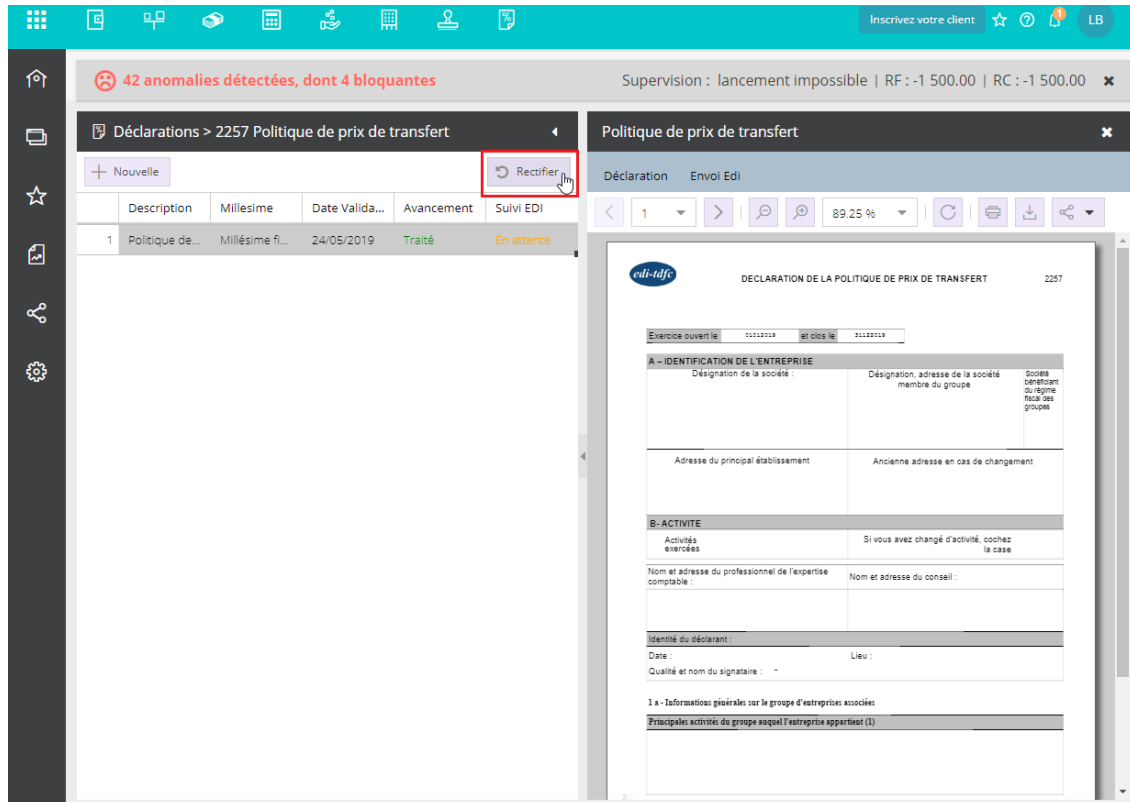 Inscrivez votre client
1
LB
42 anomalies détectées, dont 4 bloquantes
Supervision : lancement impossible | RF : -1 500.00 | RC : -1 500.00
Déclarations > 2257 Politique de prix de transfert
Nouvelle
Rectifier
Description Millesime Date Valida... Avancement Suivi EDI
1 Politique de... Millésime fi... 24/05/2019 Traité En attente
Politique de prix de transfert
Déclaration Envoi Edi
1
89.25 %
edi-tdfc
DECLARATION DE LA POLITIQUE DE PRIX DE TRANSFERT 2257
Exercice ouvert le 01012019 et clos le 31122019
A – IDENTIFICATION DE L'ENTREPRISE
Désignation de la société :
Désignation, adresse de la société
membre du groupe
Société
bénéficiant
du régime
fiscal des
groupes
Adresse du principal établissement
Ancienne adresse en cas de changement
B- ACTIVITE
Activités
exercées
Si vous avez changé d'activité, cochez
la case
Nom et adresse du professionnel de l'expertise
comptable :
Nom et adresse du conseil :
Identité du déclarant :
Date :
Lieu :
Qualité et nom du signataire : -
1 a - Informations générales sur le groupe d'entreprises associées
Principales activités du groupe auquel l'entreprise appartient (1)